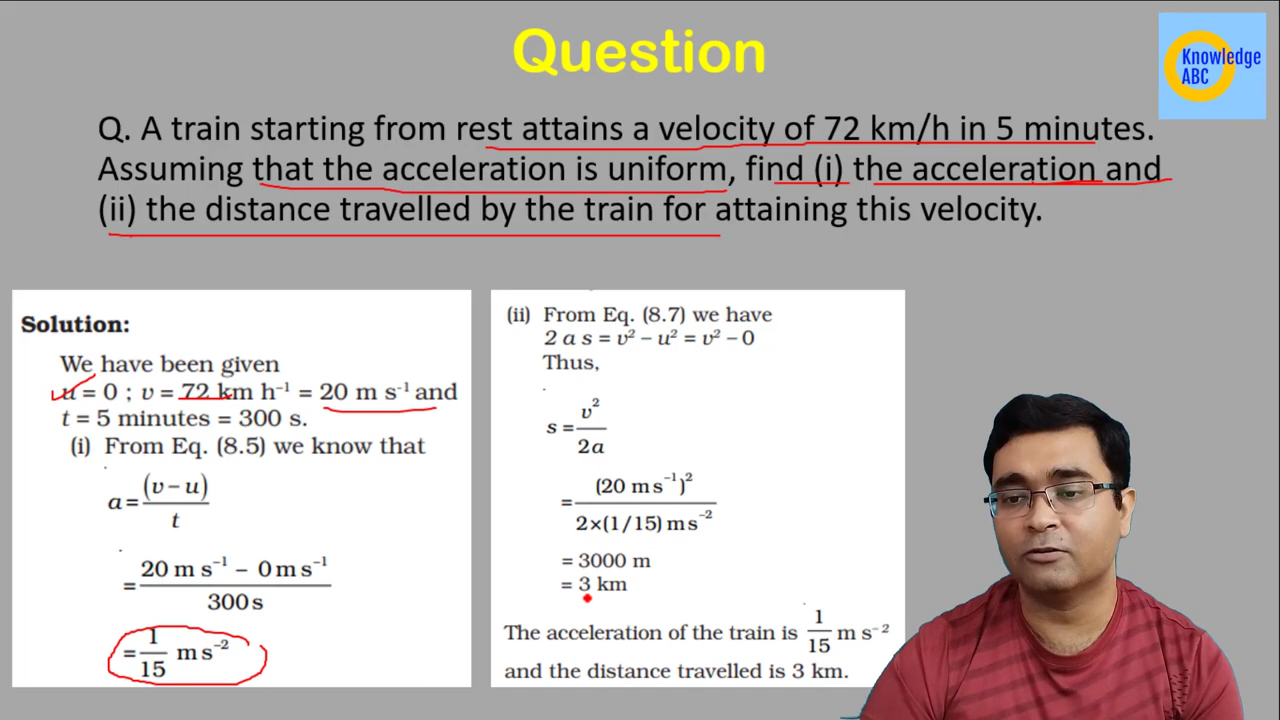 Question
Knowledge
ABC
Q. A train starting from rest attains a velocity of 72 km/h in 5 minutes.
Assuming that the acceleration is uniform, find (i) the acceleration and
(ii) the distance travelled by the train for attaining this velocity.
Solution:
We have been given
u = 0 ; v = 72 km h⁻¹ = 20 m s⁻¹ and
t = 5 minutes = 300 s.
(i) From Eq. (8.5) we know that
a = (v – u) / t
= 20 m s⁻¹ – 0 m s⁻¹ / 300 s
= 1/15 m s⁻²
(ii) From Eq. (8.7) we have
2 a s = v² – u² = v² – 0
Thus,
s = v² / 2a
= (20 m s⁻¹)² / 2×(1/15) m s⁻²
= 3000 m
= 3 km
The acceleration of the train is 1/15 m s⁻²
and the distance travelled is 3 km.